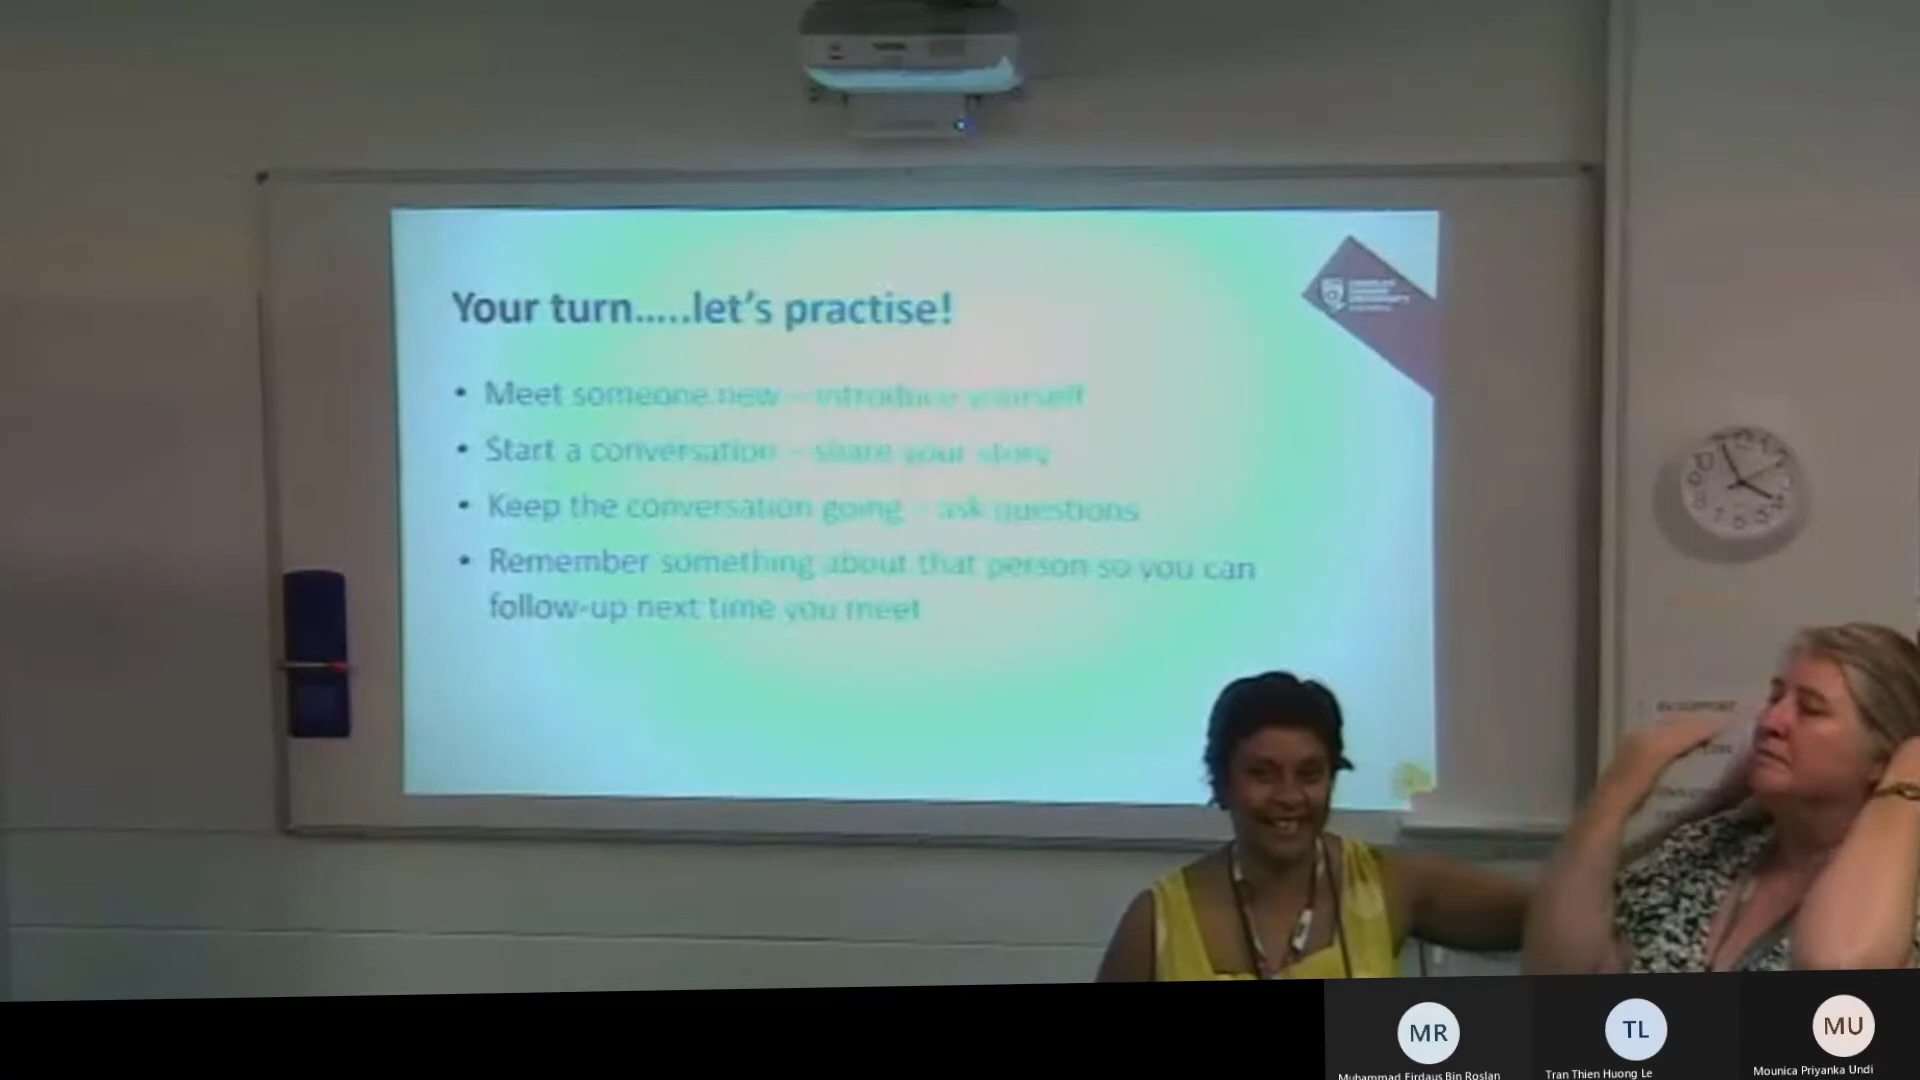 Your turn.....let's practise!
• Meet someone new – introduce yourself
• Start a conversation – share your story
• Keep the conversation going – ask questions
• Remember something about that person so you can
follow-up next time you meet
MR
TL
MU
Muhammad Firdaus Bin Roslan
Tran Thien Huong Le
Mounica Priyanka Undi